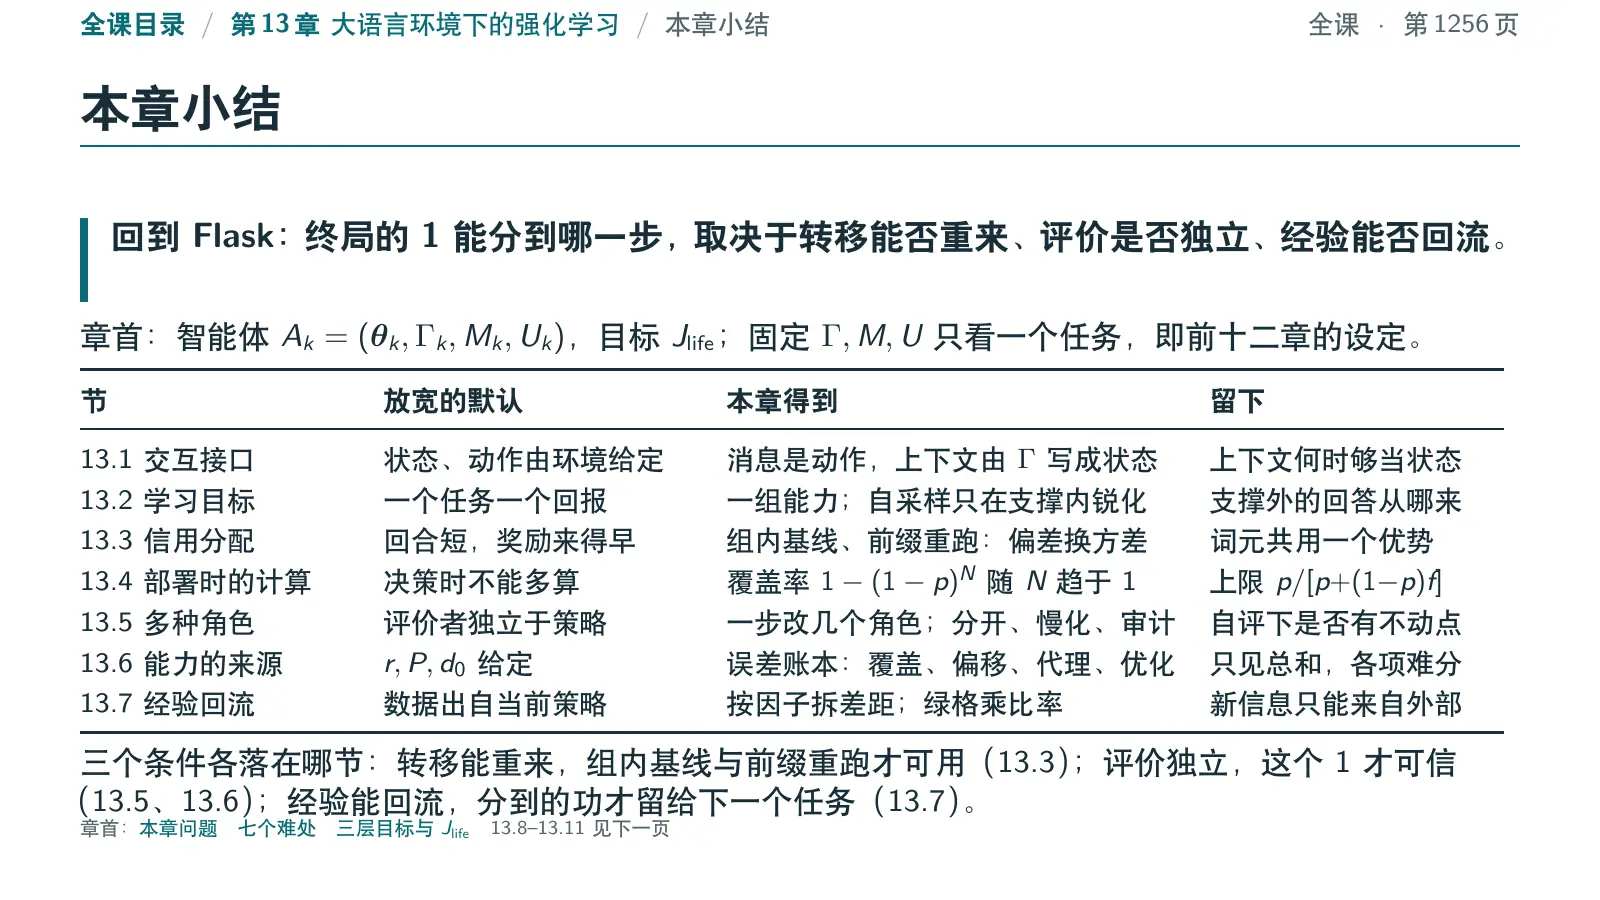 全课目录 / 第 13 章 大语言环境下的强化学习 / 本章小结 全课 · 第 1256 页
本章小结
回到 Flask：终局的 1 能分到哪一步，取决于转移能否重来、评价是否独立、经验能否回流。
章首：智能体 A_k = (θ_k, Γ_k, M_k, U_k)，目标 J_life；固定 Γ, M, U 只看一个任务，即前十二章的设定。
节 放宽的默认 本章得到 留下
13.1 交互接口 状态、动作由环境给定 消息是动作，上下文由 Γ 写成状态 上下文何时够当状态
13.2 学习目标 一个任务一个回报 一组能力；自采样只在支撑内锐化 支撑外的回答从哪来
13.3 信用分配 回合短，奖励来得早 组内基线、前缀重跑：偏差换方差 词元共用一个优势
13.4 部署时的计算 决策时不能多算 覆盖率 1 − (1 − p)^N 随 N 趋于 1 上限 p/[p+(1−p)f]
13.5 多种角色 评价者独立于策略 一步改几个角色；分开、慢化、审计 自评下是否有不动点
13.6 能力的来源 r, P, d_0 给定 误差账本：覆盖、偏移、代理、优化 只见总和，各项难分
13.7 经验回流 数据出自当前策略 按因子拆差距；绿格乘比率 新信息只能来自外部
三个条件各落在哪节：转移能重来，组内基线与前缀重跑才可用（13.3）；评价独立，这个 1 才可信
（13.5、13.6）；经验能回流，分到的功才留给下一个任务（13.7）。
章首：本章问题 七个难处 三层目标与 J_life 13.8–13.11 见下一页